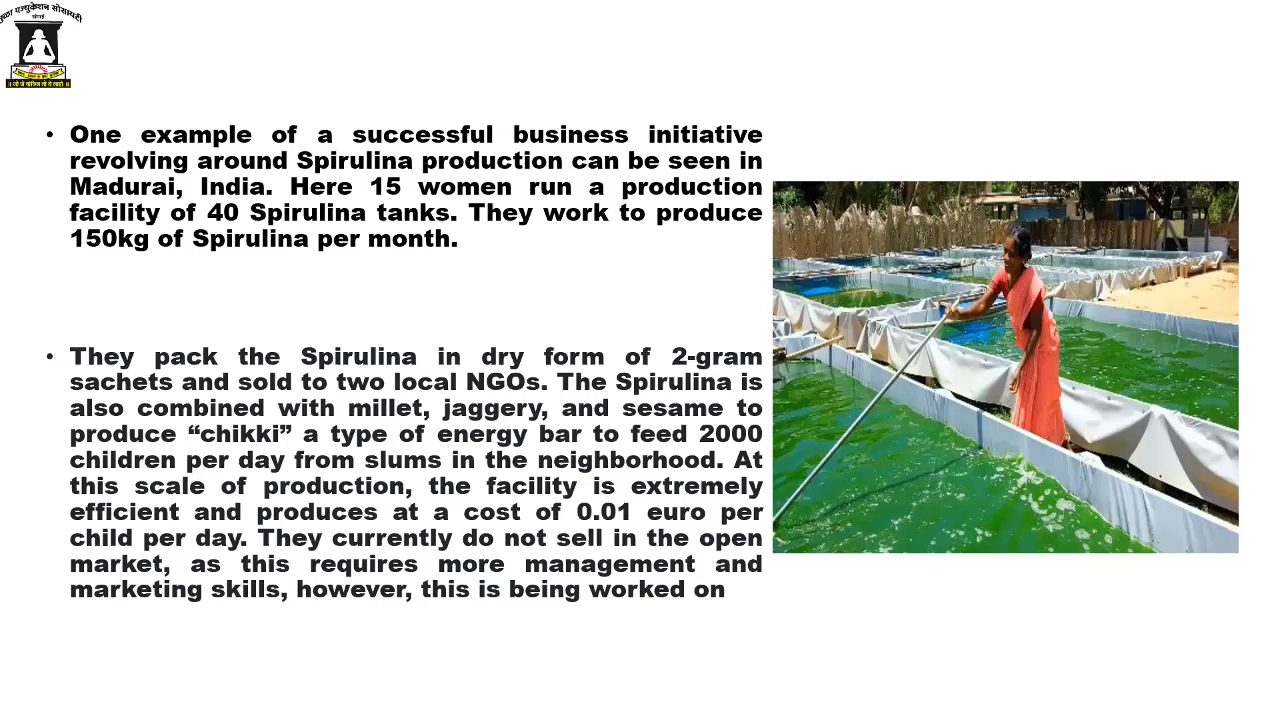 एज्युकेशन सोसायटी
।। जो जे वांछिल तो ते लाहो ।।
• One example of a successful business initiative
revolving around Spirulina production can be seen in
Madurai, India. Here 15 women run a production
facility of 40 Spirulina tanks. They work to produce
150kg of Spirulina per month.
• They pack the Spirulina in dry form of 2-gram
sachets and sold to two local NGOs. The Spirulina is
also combined with millet, jaggery, and sesame to
produce “chikki” a type of energy bar to feed 2000
children per day from slums in the neighborhood. At
this scale of production, the facility is extremely
efficient and produces at a cost of 0.01 euro per
child per day. They currently do not sell in the open
market, as this requires more management and
marketing skills, however, this is being worked on